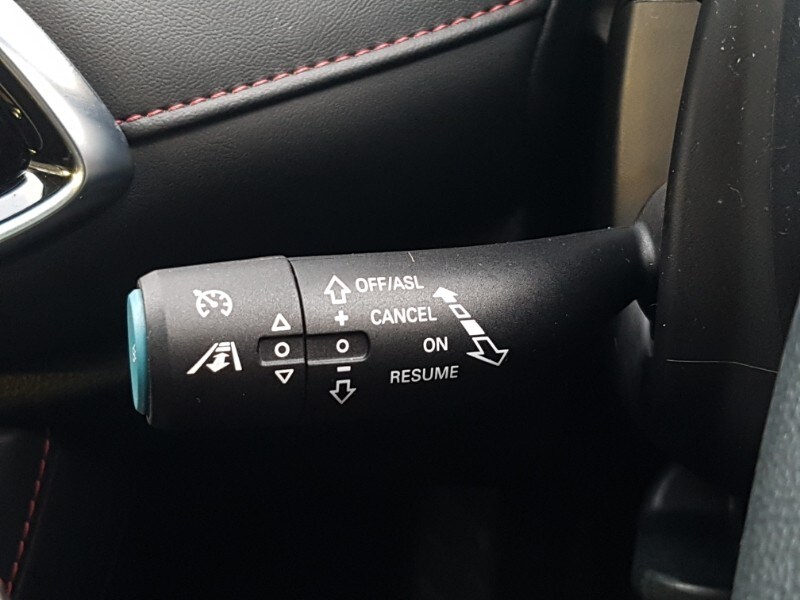 OFF/ASL
+ CANCEL
ON
- RESUME